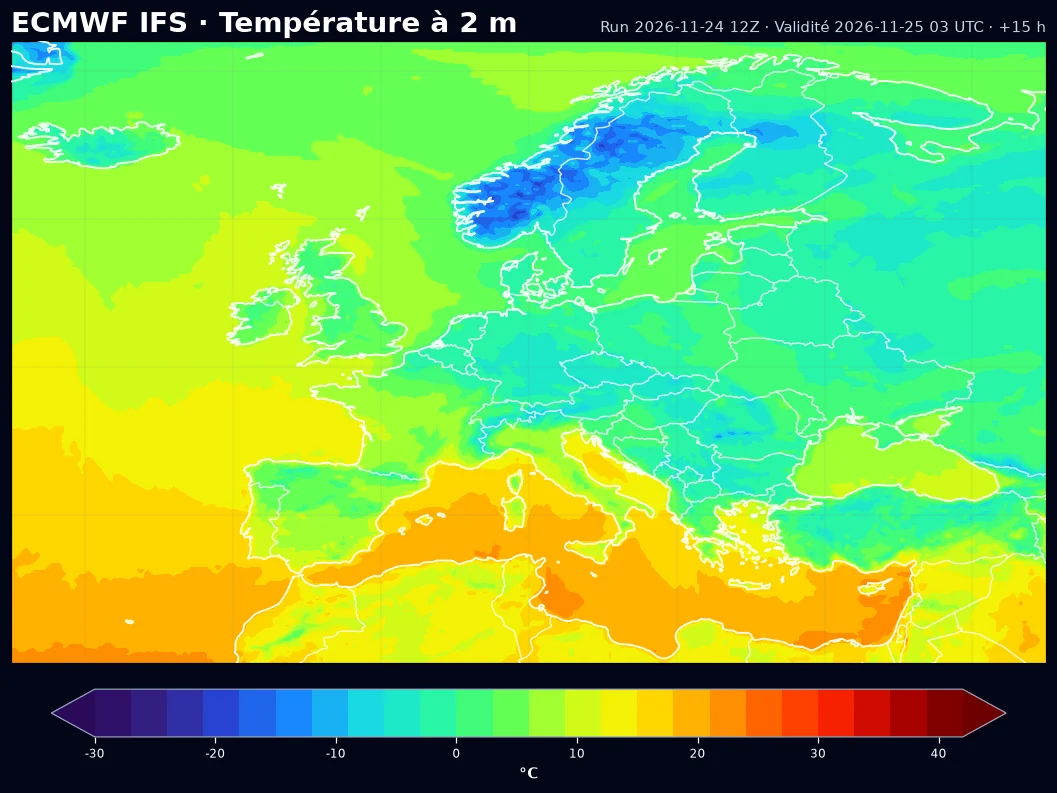 ECMWF IFS · Température à 2 m
Run 2026-11-24 12Z · Validité 2026-11-25 03 UTC · +15 h
-30 -20 -10 0 10 20 30 40
°C